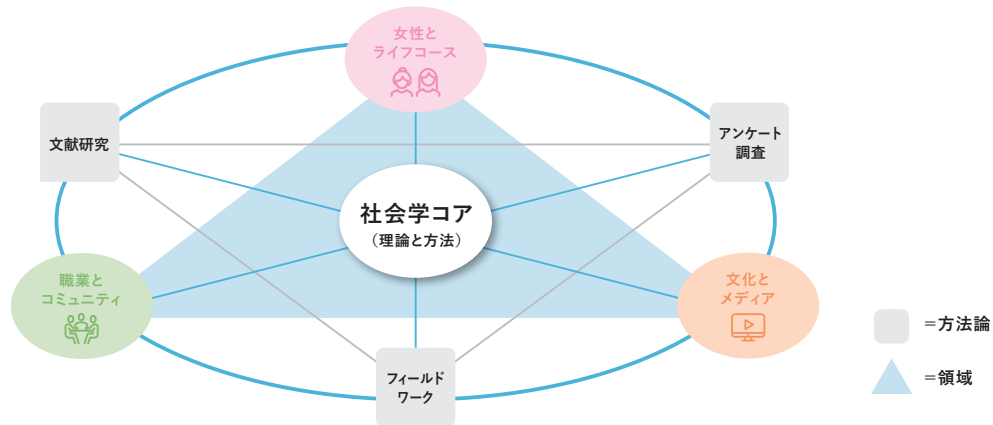 女性と
ライフコース
文献研究
アンケート
調査
社会学コア
（理論と方法）
職業と
コミュニティ
文化と
メディア
フィールド
ワーク
=方法論
=領域